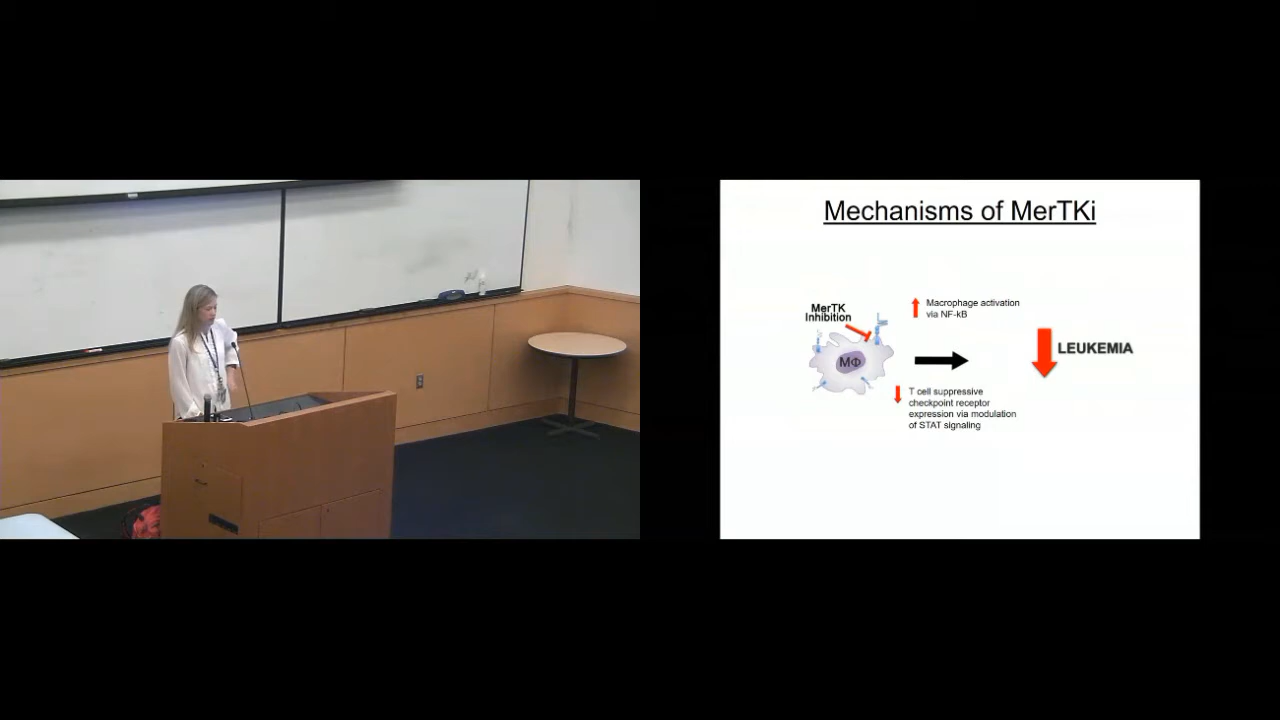 Mechanisms of MerTKi
MerTK
Inhibition
MΦ
Macrophage activation
via NF-kB
T cell suppressive
checkpoint receptor
expression via modulation
of STAT signaling
LEUKEMIA